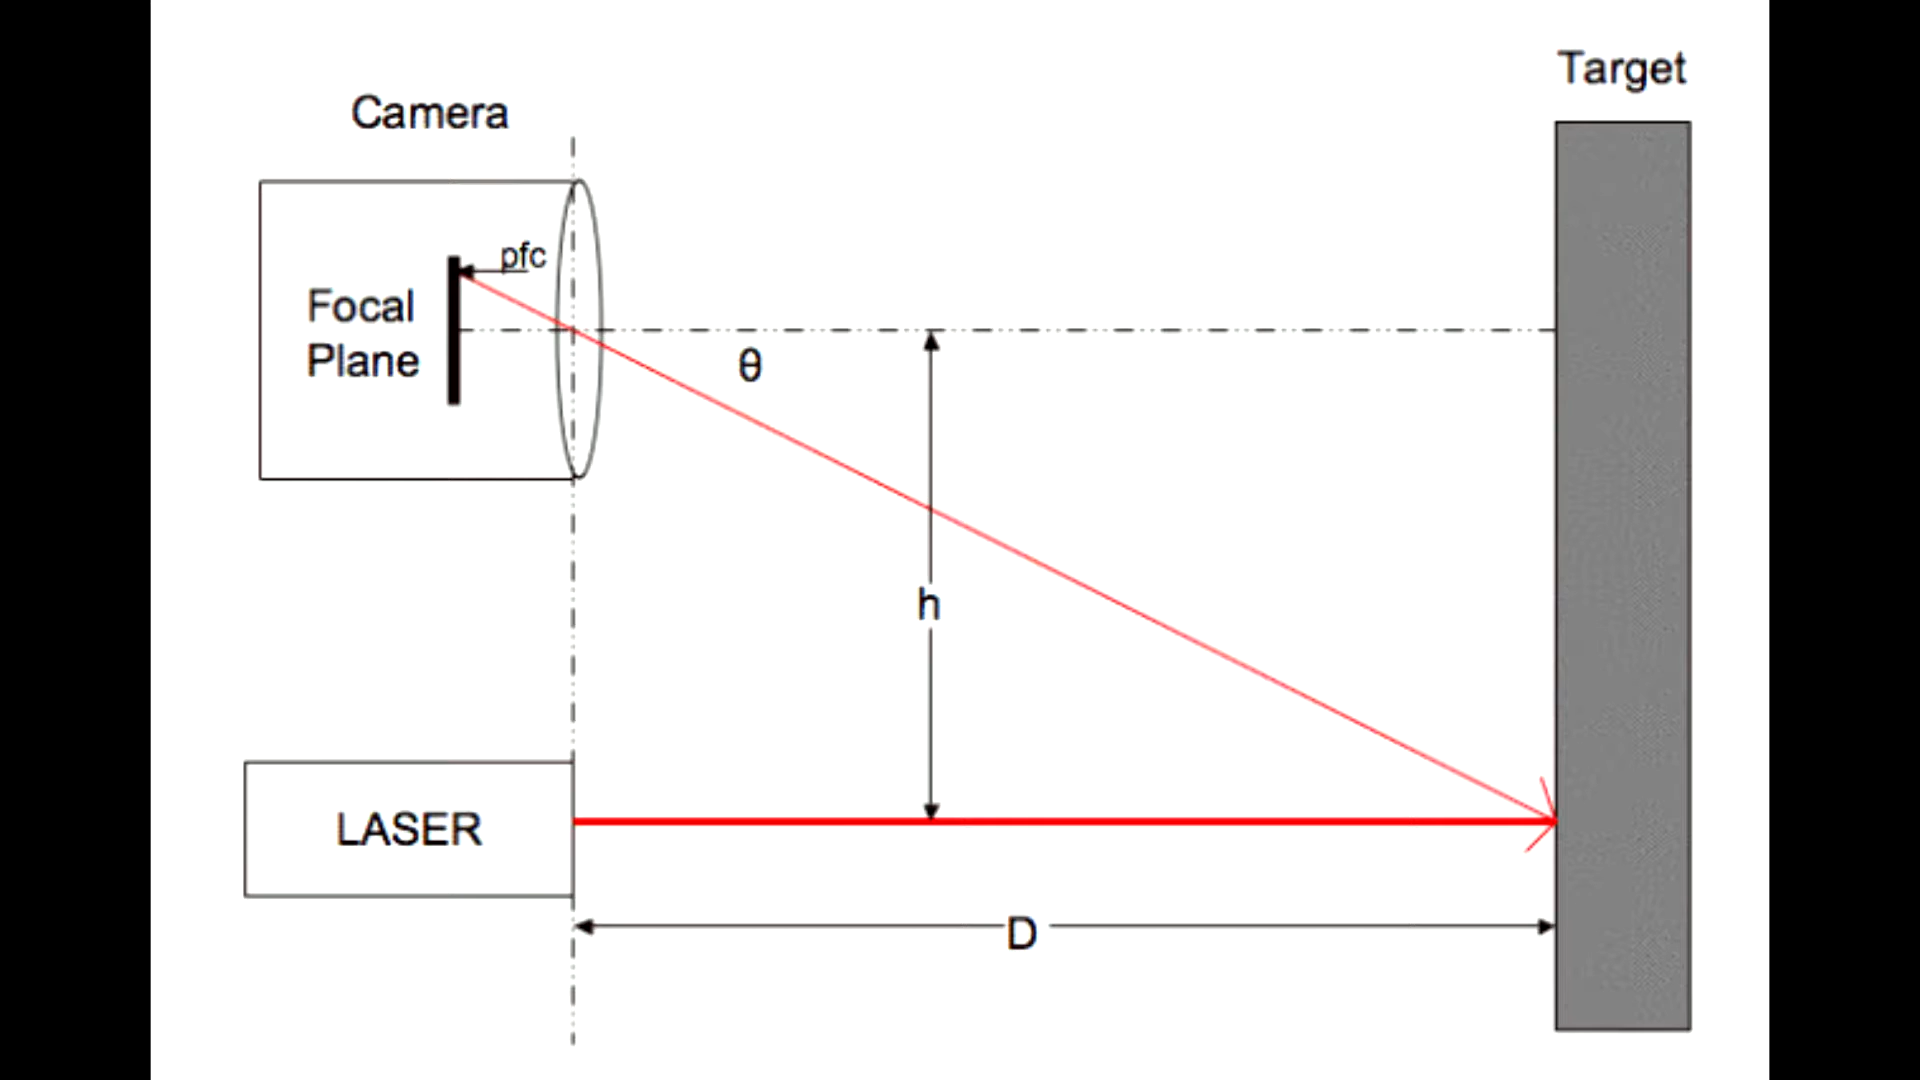 Target
Camera
pfc
Focal
Plane
θ
h
LASER
D